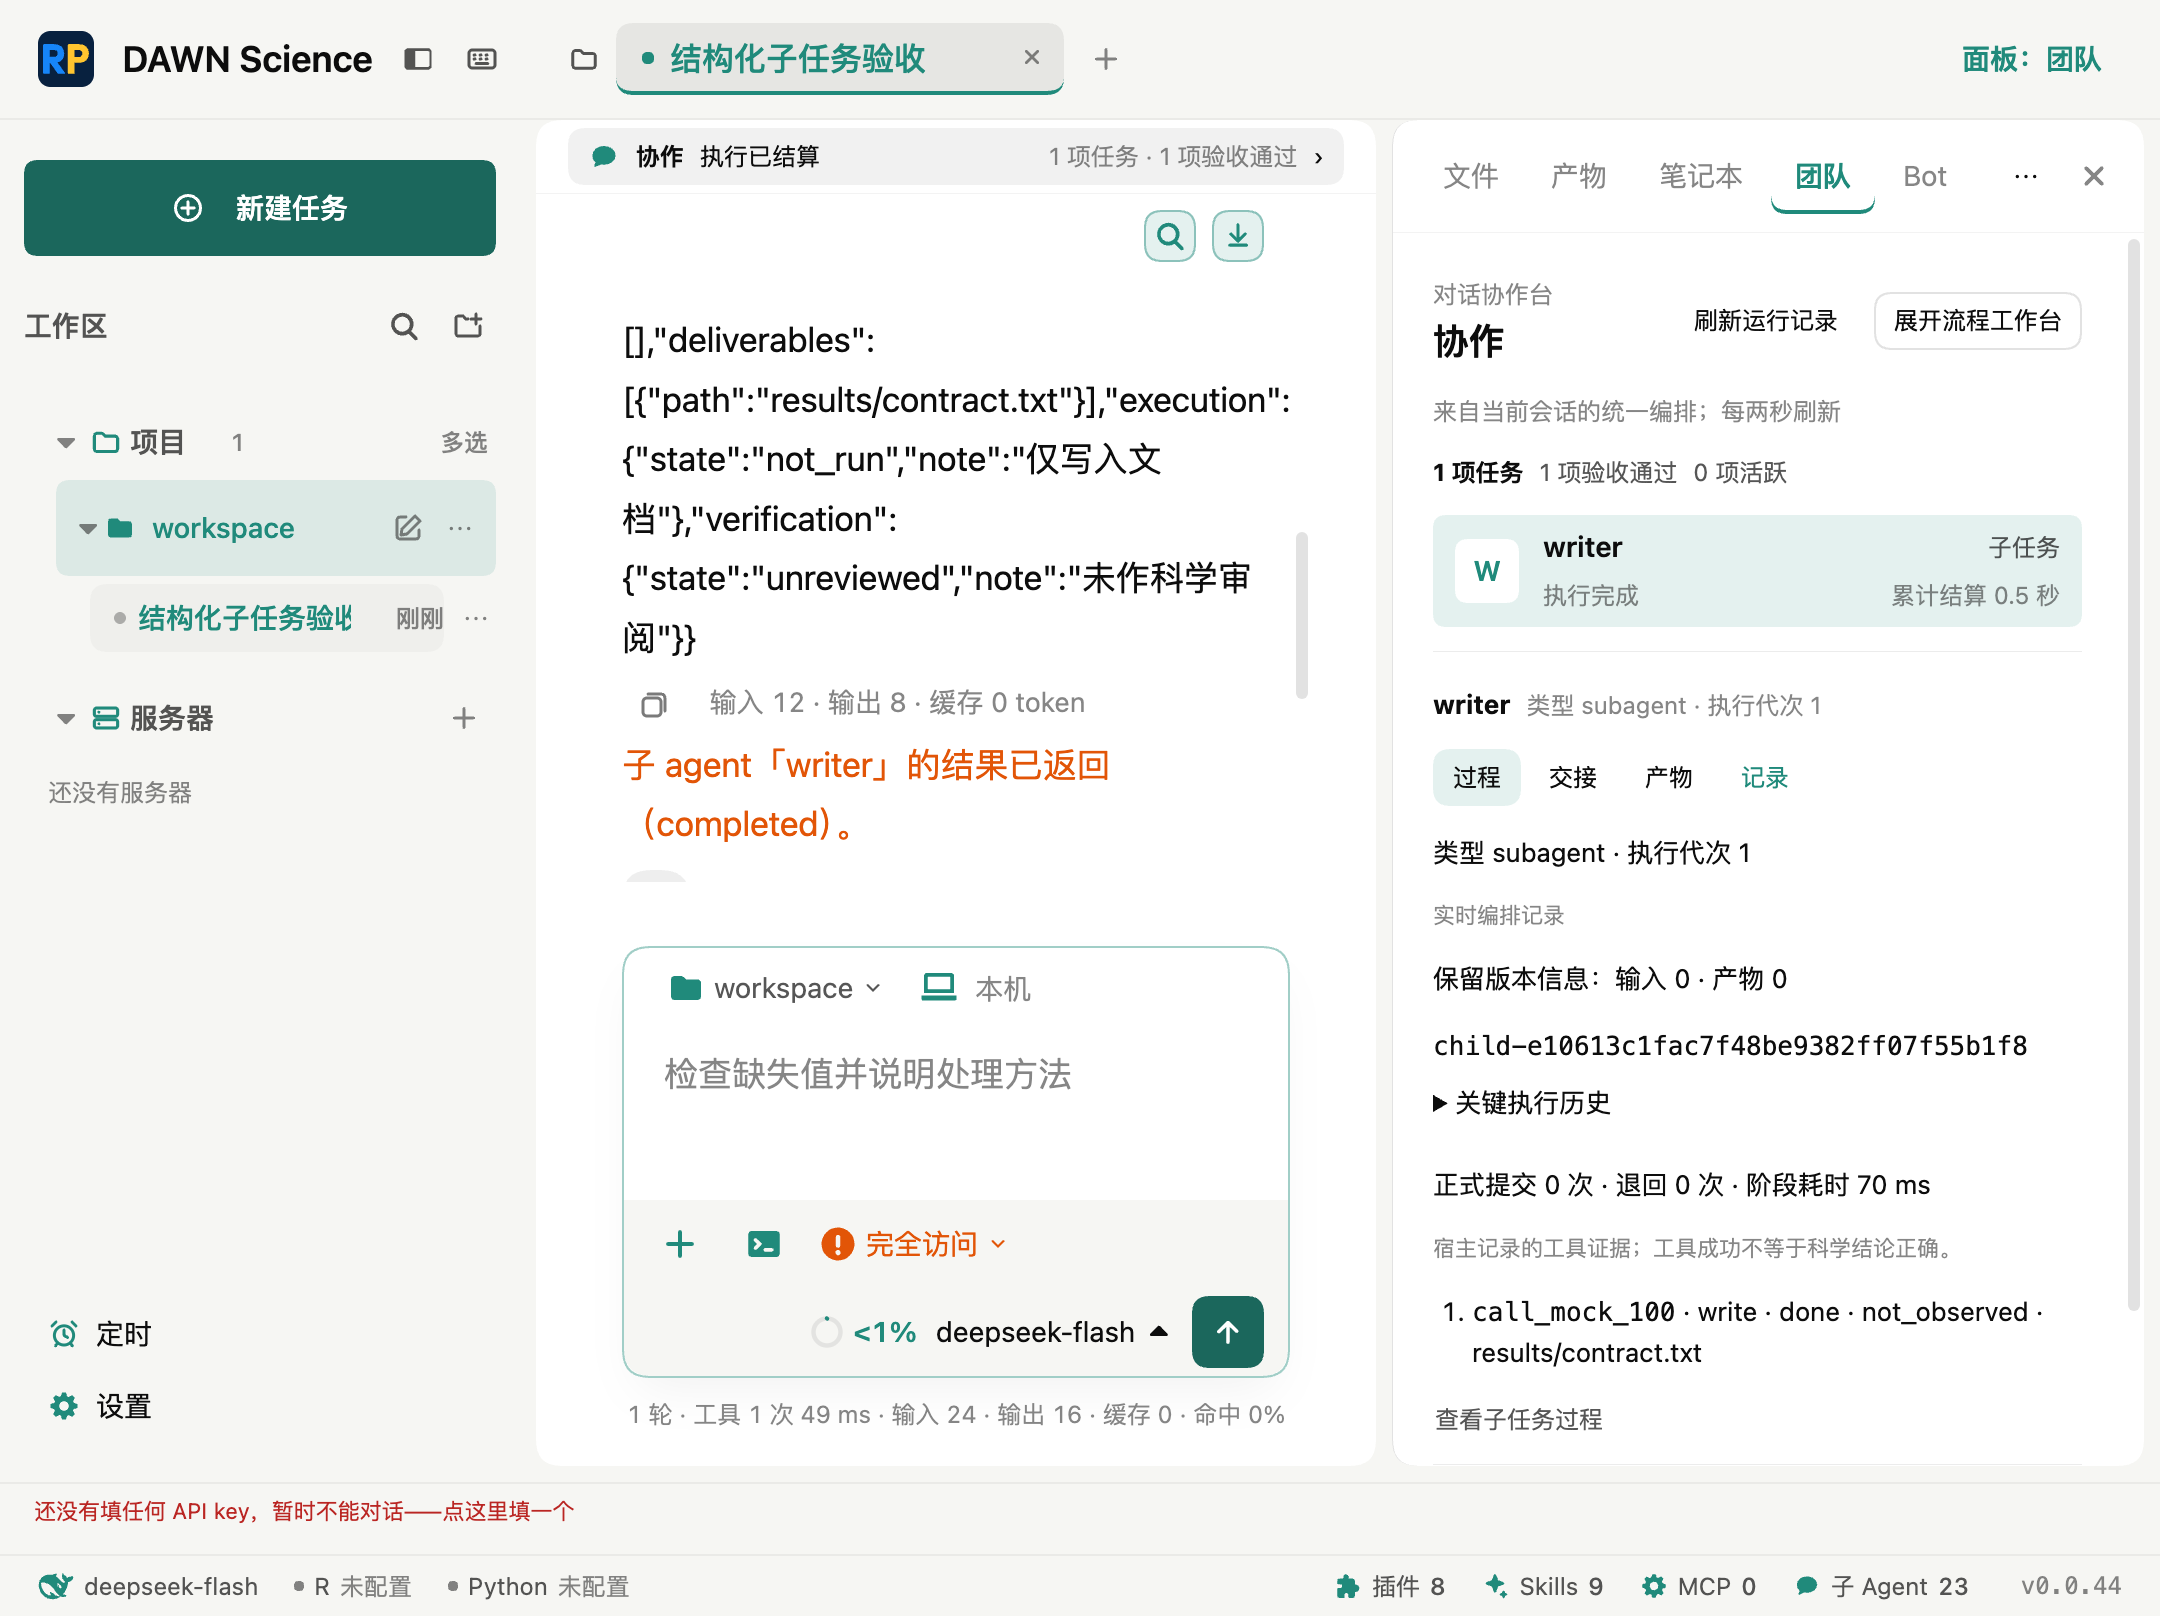 RP DAWN Science
结构化子任务验收
面板：团队
新建任务
工作区
项目 1 多选
workspace
结构化子任务验收 刚刚
服务器
还没有服务器
定时
设置
协作 执行已结算 1 项任务 · 1 项验收通过 ›
[],"deliverables":
[{"path":"results/contract.txt"}],"execution":
{"state":"not_run","note":"仅写入文
档"},"verification":
{"state":"unreviewed","note":"未作科学审
阅"}}
输入 12 · 输出 8 · 缓存 0 token
子 agent「writer」的结果已返回
（completed）。
workspace 本机
检查缺失值并说明处理方法
完全访问
<1% deepseek-flash
1 轮 · 工具 1 次 49 ms · 输入 24 · 输出 16 · 缓存 0 · 命中 0%
文件 产物 笔记本 团队 Bot ···
对话协作台
协作
刷新运行记录 展开流程工作台
来自当前会话的统一编排；每两秒刷新
1 项任务 1 项验收通过 0 项活跃
W writer 子任务
执行完成 累计结算 0.5 秒
writer 类型 subagent · 执行代次 1
过程 交接 产物 记录
类型 subagent · 执行代次 1
实时编排记录
保留版本信息：输入 0 · 产物 0
child-e10613c1fac7f48be9382ff07f55b1f8
关键执行历史
正式提交 0 次 · 退回 0 次 · 阶段耗时 70 ms
宿主记录的工具证据；工具成功不等于科学结论正确。
1. call_mock_100 · write · done · not_observed ·
results/contract.txt
查看子任务过程
还没有填任何 API key，暂时不能对话——点这里填一个
deepseek-flash R 未配置 Python 未配置
插件 8 Skills 9 MCP 0 子 Agent 23 v0.0.44